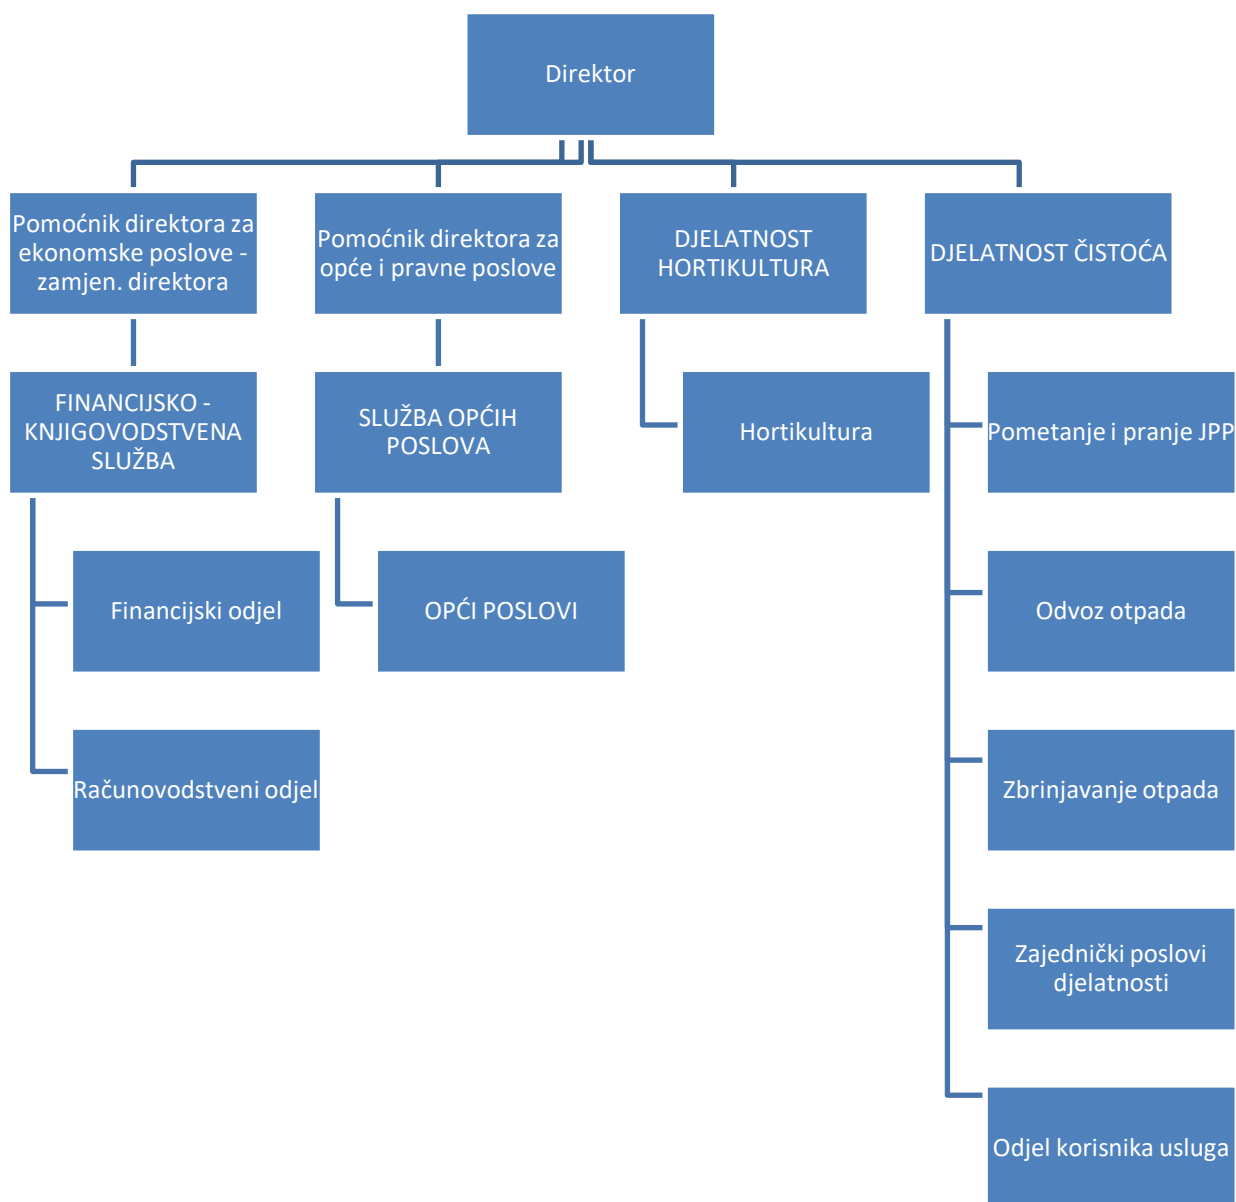 Direktor
Pomoćnik direktora za
ekonomske poslove -
zamjen. direktora
Pomoćnik direktora za
opće i pravne poslove
DJELATNOST
HORTIKULTURA
DJELATNOST ČISTOĆA
FINANCIJSKO -
KNJIGOVODSTVENA
SLUŽBA
SLUŽBA OPĆIH
POSLOVA
Hortikultura
Pometanje i pranje JPP
Financijski odjel
OPĆI POSLOVI
Odvoz otpada
Računovodstveni odjel
Zbrinjavanje otpada
Zajednički poslovi
djelatnosti
Odjel korisnika usluga